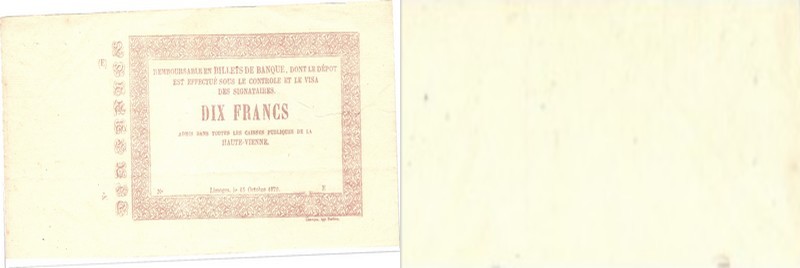 REMBOURSABLE EN BILLETS DE BANQUE, DONT LE DÉPOT
EST EFFECTUÉ SOUS LE CONTROLE ET LE VISA
DES SIGNATAIRES.
DIX FRANCS
ADMIS DANS TOUTES LES CAISSES PUBLIQUES DE LA
HAUTE-VIENNE.
Limoges, le 15 Octobre 1870.